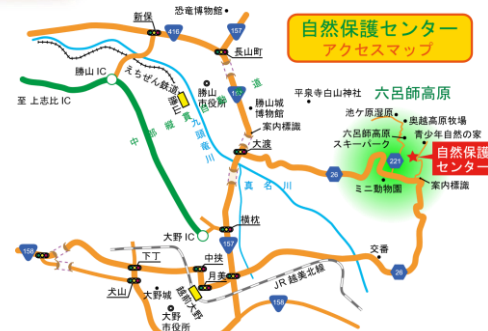 恐竜博物館
新保
416
157
自然保護センター
アクセスマップ
長山町
えちぜん鉄道
勝山IC
至 上志比IC
勝山
勝山
市役所
157
中部縦貫自動車道
九頭竜川
勝山城
博物館
案内標識
平泉寺白山神社
六呂師高原
池ケ原湿原
奥越高原牧場
六呂師高原
スキーパーク
青少年自然の家
大渡
221
自然保護
センター
26
ミニ動物園
案内標識
真名川
大野IC
横枕
157
158
下丁
中挟
交番
月美
26
犬山
大野城
越前大野
JR越美北線
大野
市役所
158